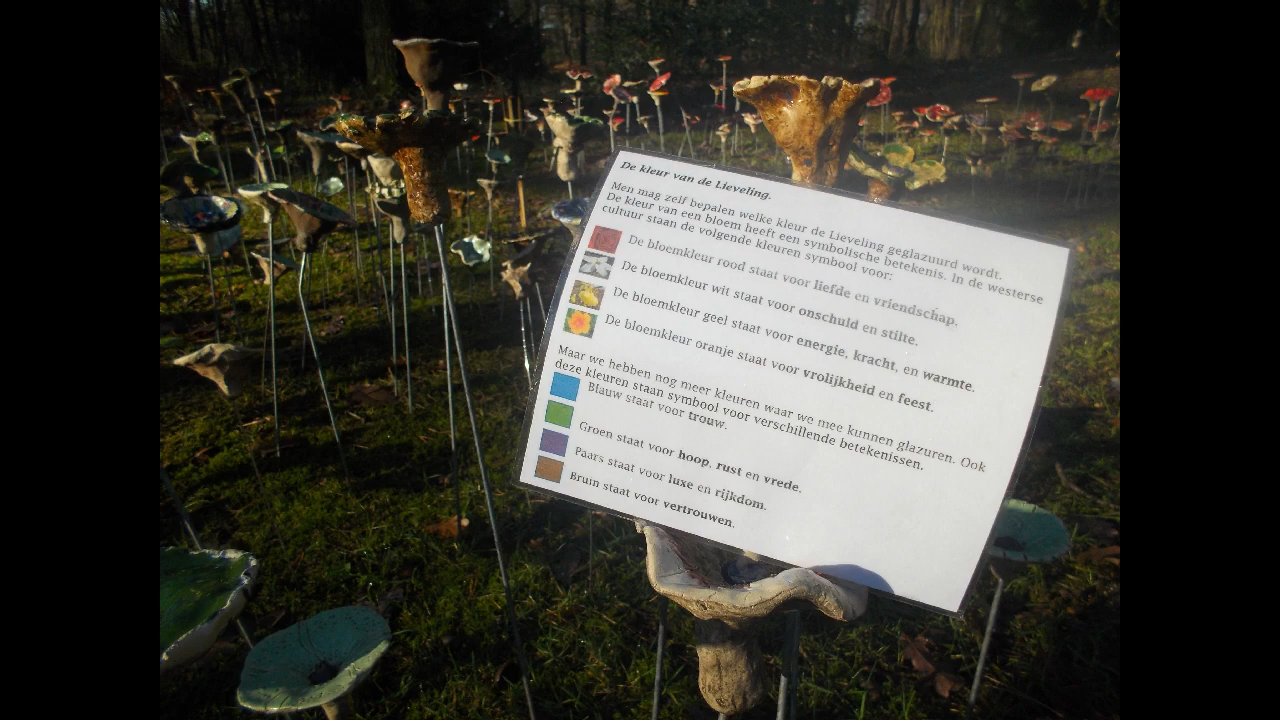 De kleur van de Lieveling.
Men mag zelf bepalen welke kleur de Lieveling geglazuurd wordt.
De kleur van een bloem heeft een symbolische betekenis. In de westerse
cultuur staan de volgende kleuren symbool voor:
De bloemkleur rood staat voor liefde en vriendschap.
De bloemkleur wit staat voor onschuld en stilte.
De bloemkleur geel staat voor energie, kracht, en warmte.
De bloemkleur oranje staat voor vrolijkheid en feest.
Maar we hebben nog meer kleuren waar we mee kunnen glazuren. Ook
deze kleuren staan symbool voor verschillende betekenissen.
Blauw staat voor trouw.
Groen staat voor hoop, rust en vrede.
Paars staat voor luxe en rijkdom.
Bruin staat voor vertrouwen.